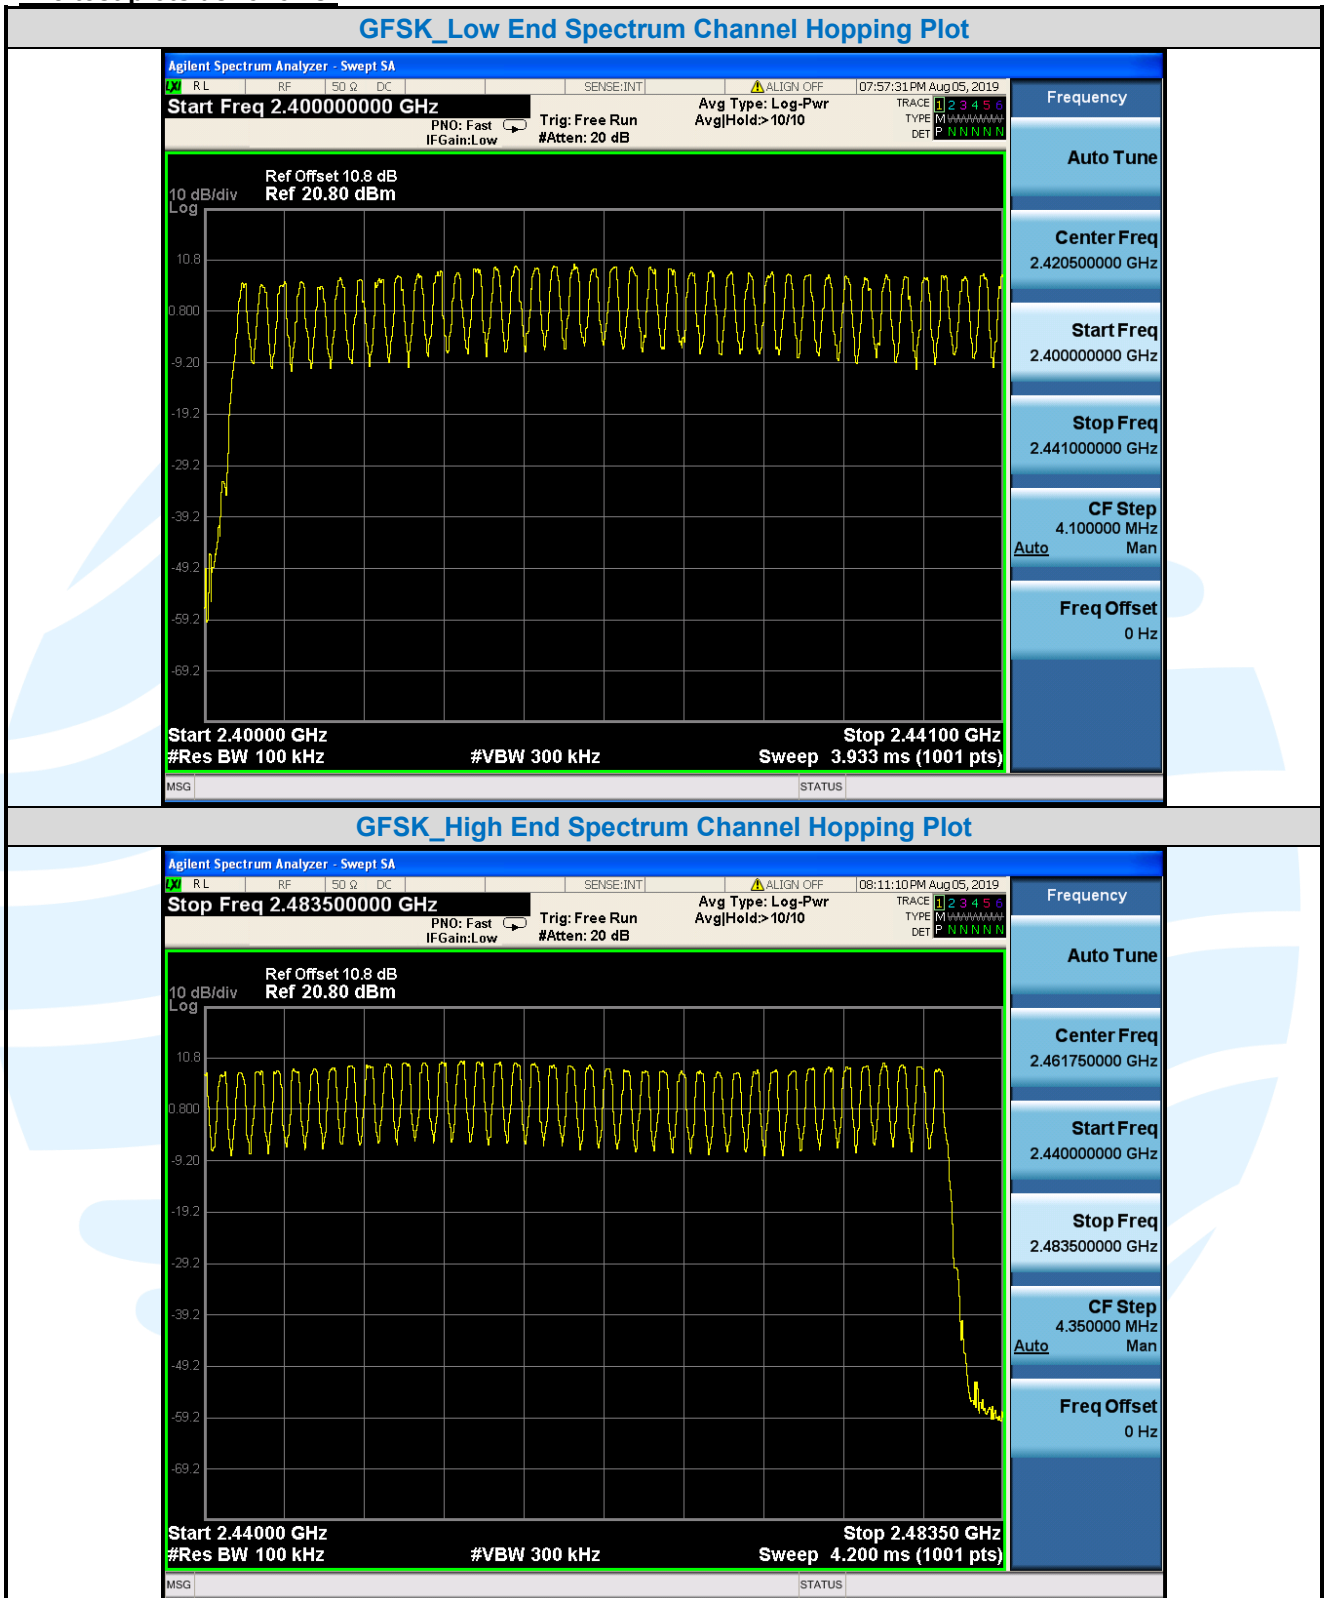 GFSK_Low End Spectrum Channel Hopping Plot
Agilent Spectrum Analyzer - Swept SA
LXI RL RF 50 Ω DC SENSE:INT ALIGN OFF 07:57:31 PM Aug 05, 2019
Start Freq 2.400000000 GHz
PNO: Fast
IFGain:Low
Trig: Free Run
#Atten: 20 dB
Avg Type: Log-Pwr
Avg|Hold:>10/10
TRACE 1 2 3 4 5 6
TYPE M
DET P N N N N N
Frequency
Auto Tune
Center Freq
2.420500000 GHz
Start Freq
2.400000000 GHz
Stop Freq
2.441000000 GHz
CF Step
4.100000 MHz
Auto Man
Freq Offset
0 Hz
Ref Offset 10.8 dB
10 dB/div Ref 20.80 dBm
Log
10.8
0.800
-9.20
-19.2
-29.2
-39.2
-49.2
-59.2
-69.2
Start 2.40000 GHz Stop 2.44100 GHz
#Res BW 100 kHz #VBW 300 kHz Sweep 3.933 ms (1001 pts)
MSG STATUS
GFSK_High End Spectrum Channel Hopping Plot
Agilent Spectrum Analyzer - Swept SA
LXI RL RF 50 Ω DC SENSE:INT ALIGN OFF 08:11:10 PM Aug 05, 2019
Stop Freq 2.483500000 GHz
PNO: Fast
IFGain:Low
Trig: Free Run
#Atten: 20 dB
Avg Type: Log-Pwr
Avg|Hold:>10/10
TRACE 1 2 3 4 5 6
TYPE M
DET P N N N N N
Frequency
Auto Tune
Center Freq
2.461750000 GHz
Start Freq
2.440000000 GHz
Stop Freq
2.483500000 GHz
CF Step
4.350000 MHz
Auto Man
Freq Offset
0 Hz
Ref Offset 10.8 dB
10 dB/div Ref 20.80 dBm
Log
10.8
0.800
-9.20
-19.2
-29.2
-39.2
-49.2
-59.2
-69.2
Start 2.44000 GHz Stop 2.48350 GHz
#Res BW 100 kHz #VBW 300 kHz Sweep 4.200 ms (1001 pts)
MSG STATUS